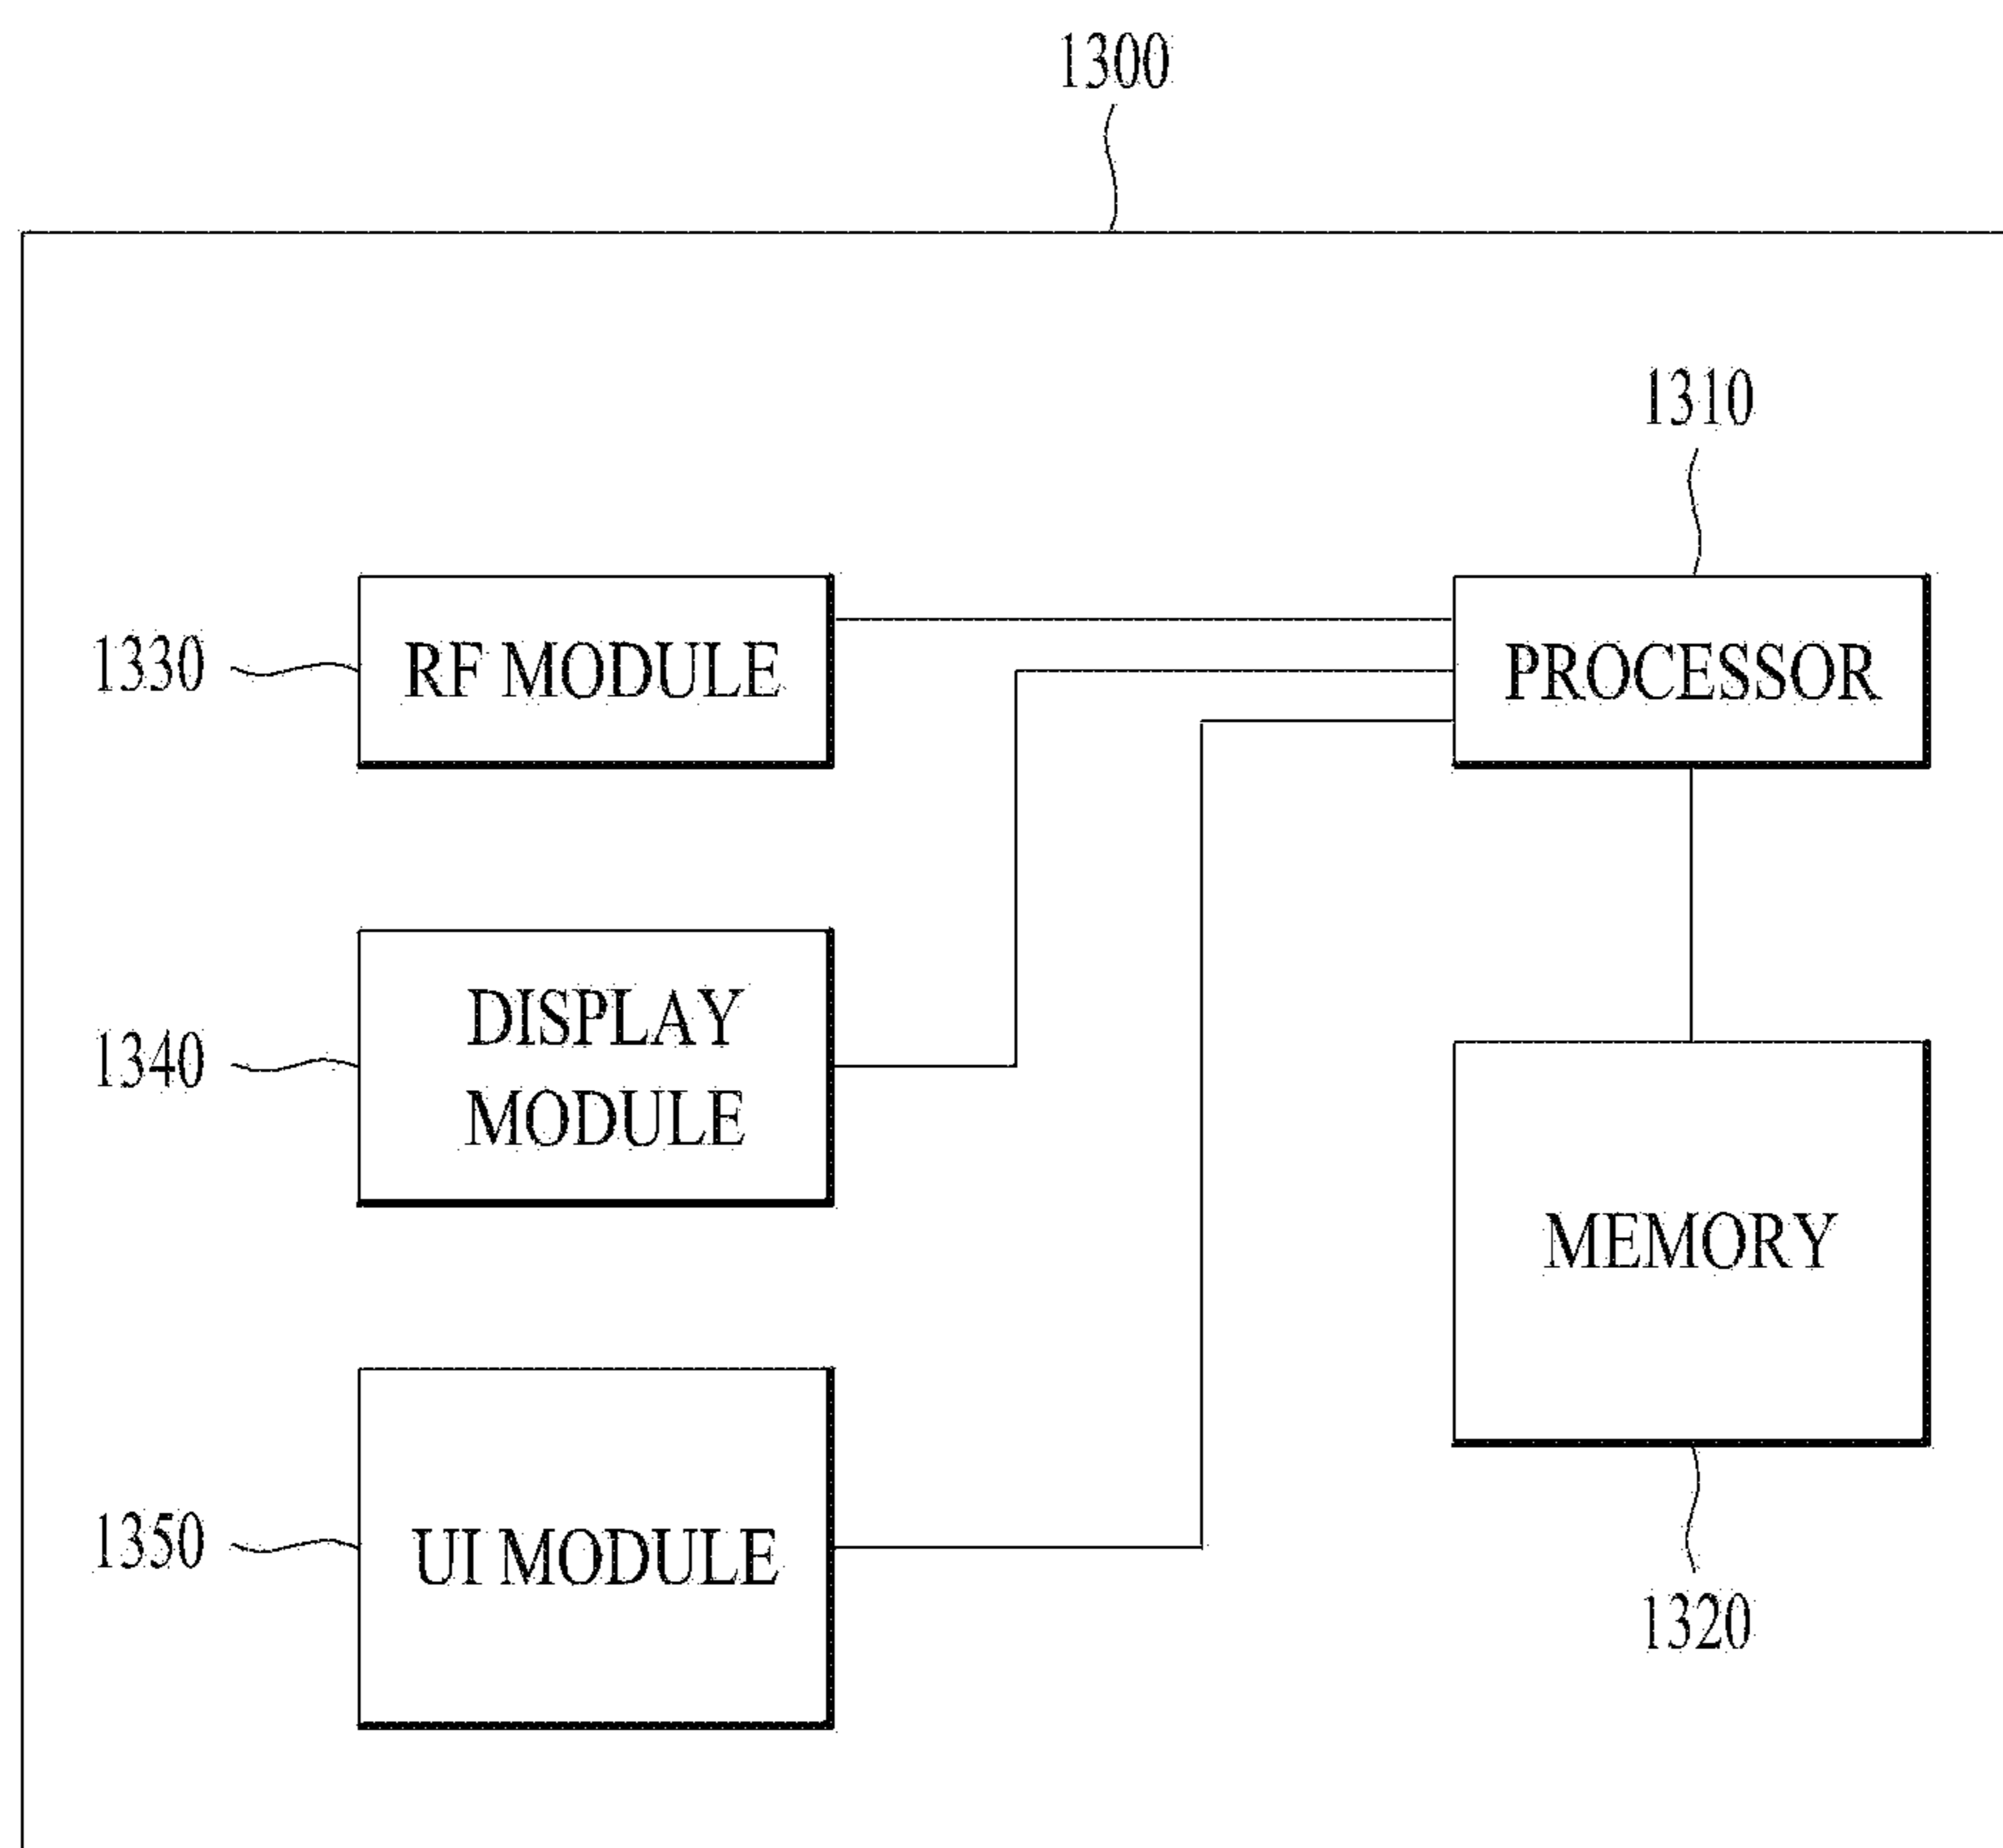 1300
1310
1330
RF MODULE
PROCESSOR
1340
DISPLAY
MODULE
MEMORY
1350
UI MODULE
1320